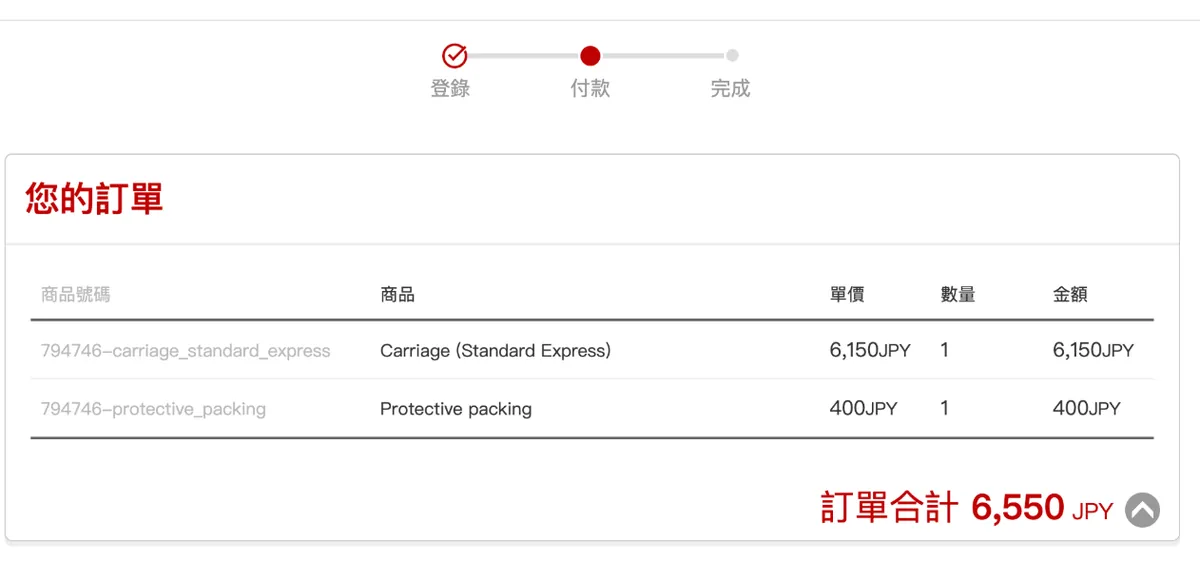 登錄 付款 完成
您的訂單
商品號碼 商品 單價 數量 金額
794746-carriage_standard_express Carriage (Standard Express) 6,150JPY 1 6,150JPY
794746-protective_packing Protective packing 400JPY 1 400JPY
訂單合計 6,550 JPY